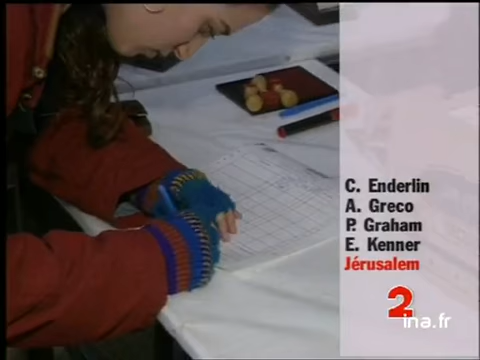 C. Enderlin
A. Greco
P. Graham
E. Kenner
Jérusalem
2
ina.fr